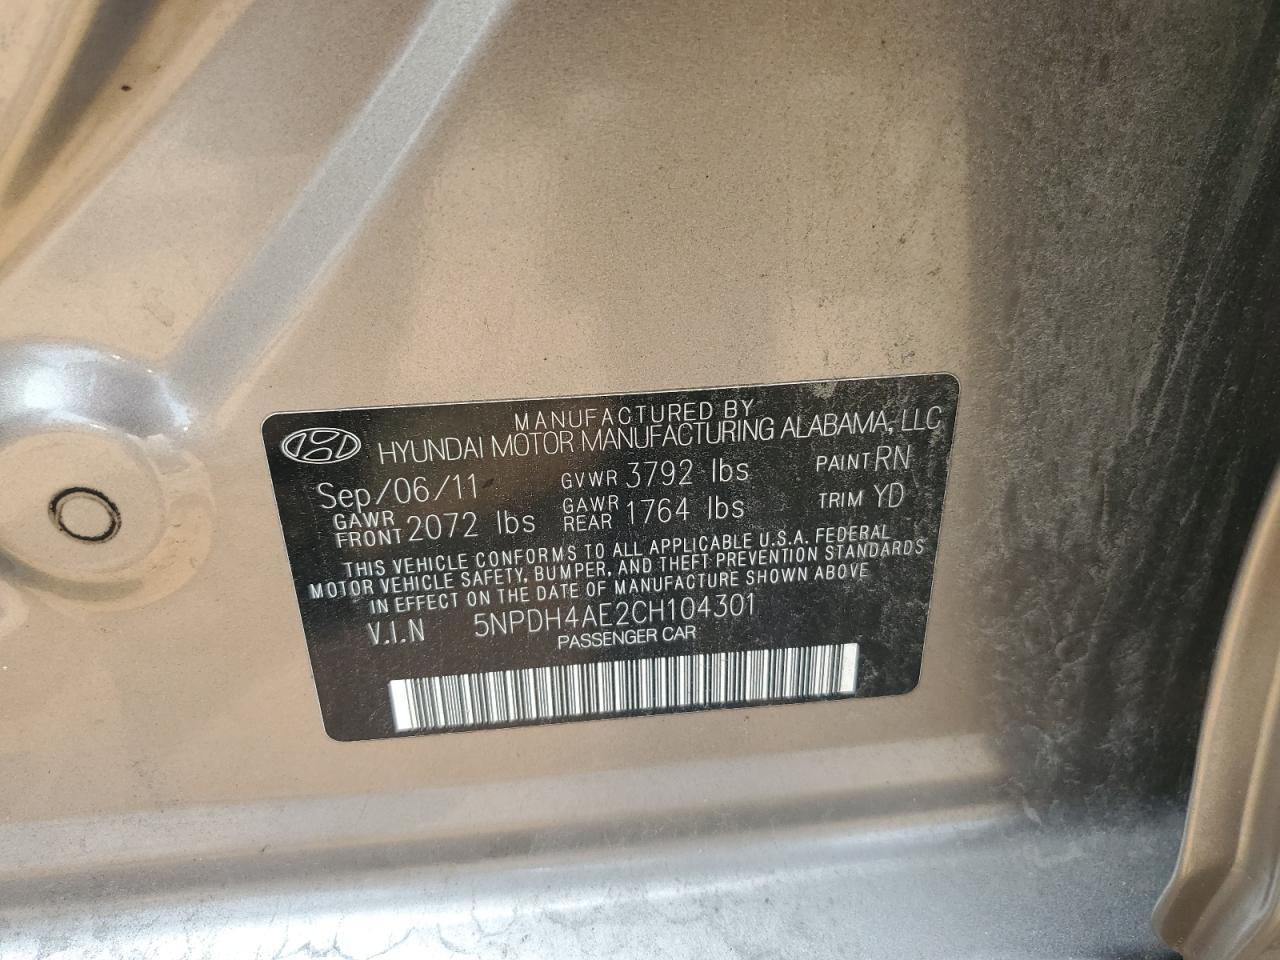 MANUFACTURED BY
HYUNDAI MOTOR MANUFACTURING ALABAMA, LLC
Sep/06/11 GVWR 3792 lbs PAINT RN
GAWR FRONT 2072 lbs GAWR REAR 1764 lbs TRIM YD
THIS VEHICLE CONFORMS TO ALL APPLICABLE U.S.A. FEDERAL
MOTOR VEHICLE SAFETY, BUMPER, AND THEFT PREVENTION STANDARDS
IN EFFECT ON THE DATE OF MANUFACTURE SHOWN ABOVE
V.I.N 5NPDH4AE2CH104301
PASSENGER CAR